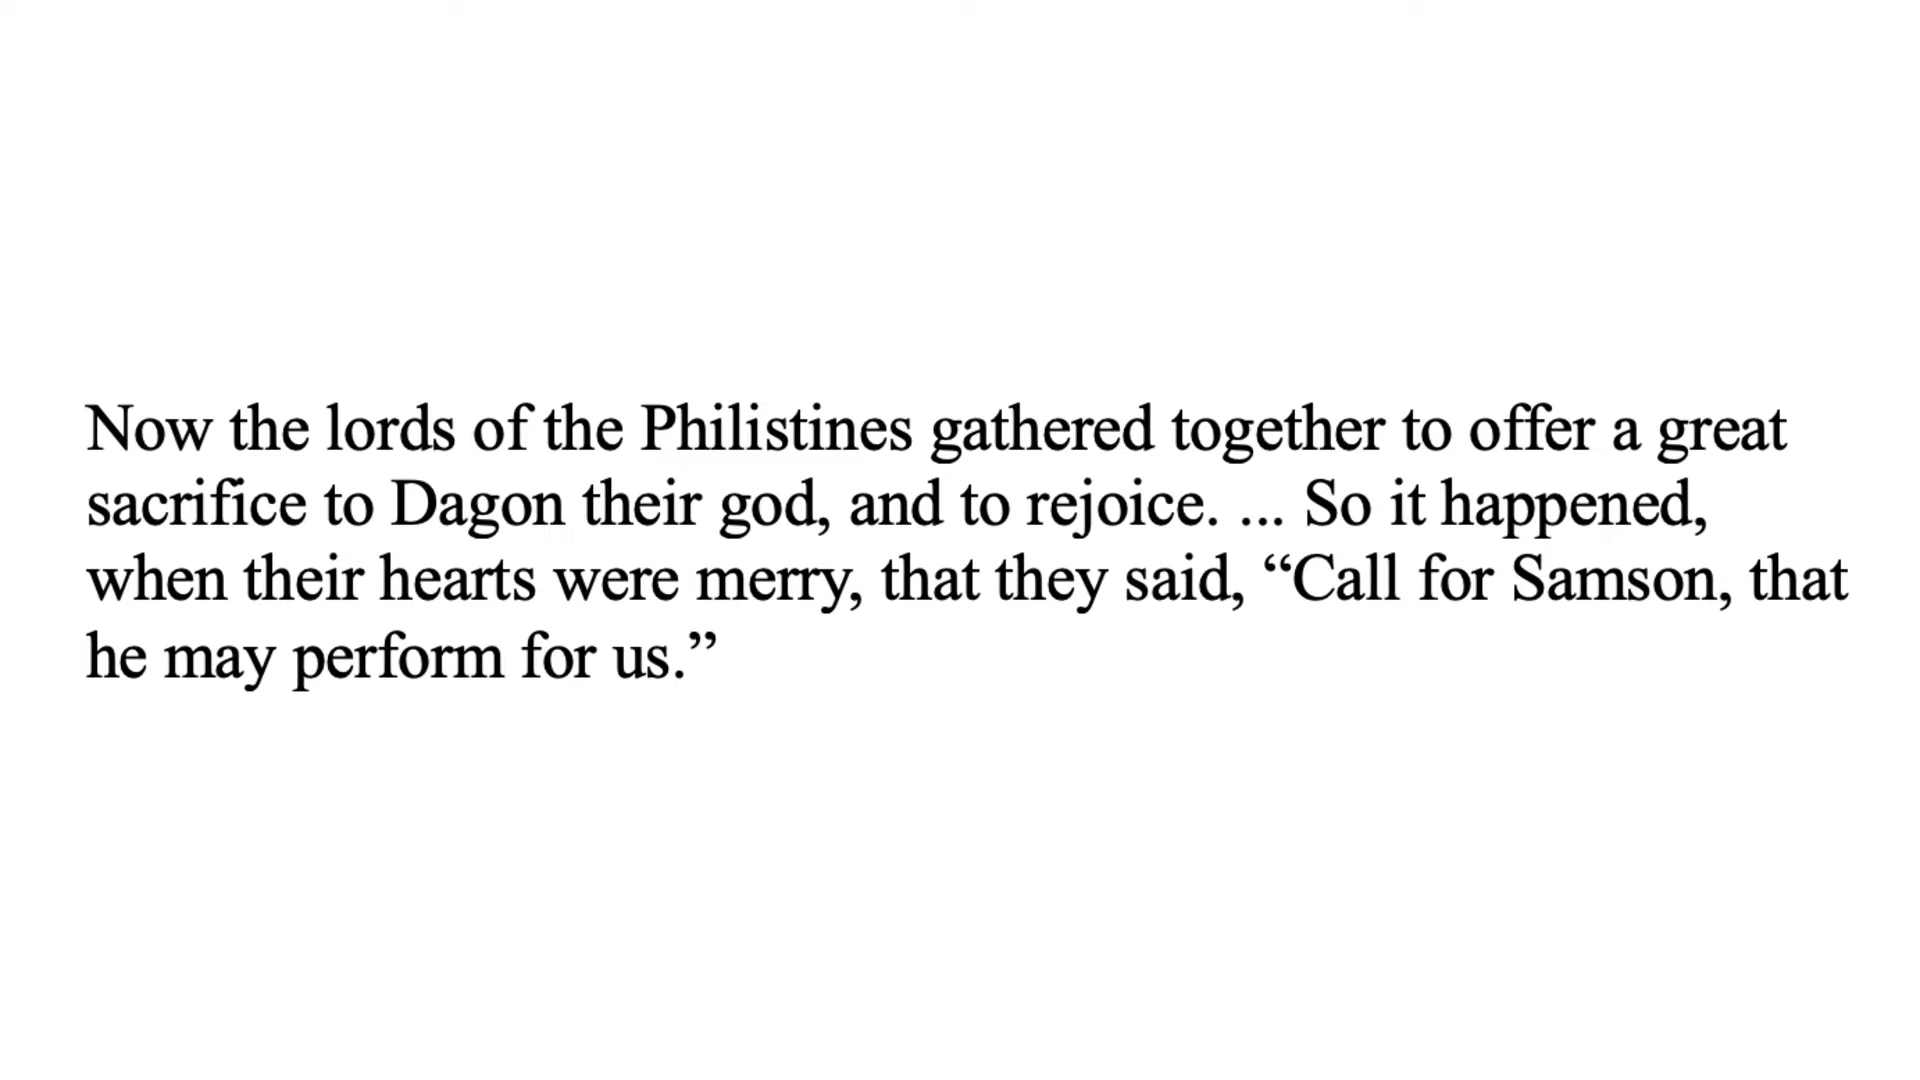 Now the lords of the Philistines gathered together to offer a great
sacrifice to Dagon their god, and to rejoice. ... So it happened,
when their hearts were merry, that they said, “Call for Samson, that
he may perform for us.”